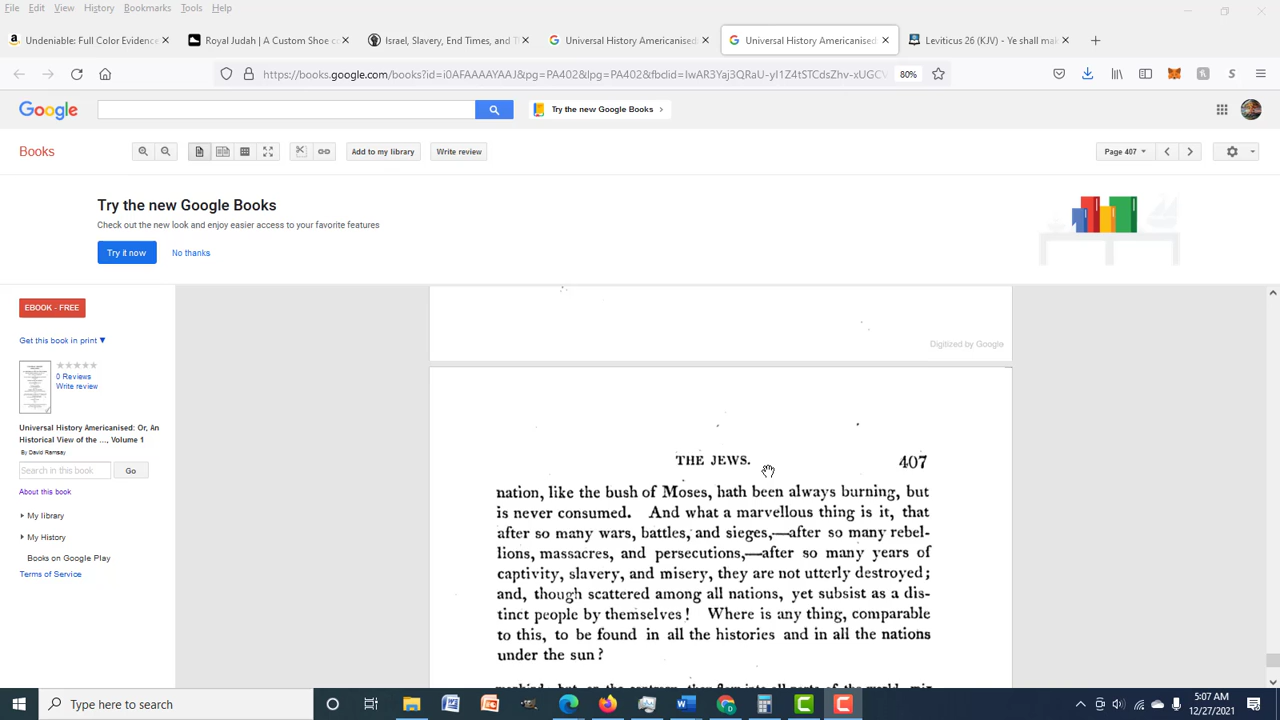 File Edit View History Bookmarks Tools Help
Undeniable: Full Color Evidence
Royal Judah | A Custom Shoe c
Israel, Slavery, End Times, and T
Universal History Americanised:
Universal History Americanised:
Leviticus 26 (KJV) - Ye shall mak
https://books.google.com/books?id=i0AFAAAAYAAJ&pg=PA402&lpg=PA402&fbclid=IwAR3Yaj3QRaU-yI1Z4tSTCdsZhv-xUGCV
80%
Google
Try the new Google Books
Books
Add to my library
Write review
Page 407
Try the new Google Books
Check out the new look and enjoy easier access to your favorite features
Try it now
No thanks
EBOOK - FREE
Get this book in print
0 Reviews
Write review
Universal History Americanised: Or, An
Historical View of the ..., Volume 1
By David Ramsay
Search in this book
Go
About this book
My library
My History
Books on Google Play
Terms of Service
Digitized by Google
THE JEWS. 407
nation, like the bush of Moses, hath been always burning, but
is never consumed. And what a marvellous thing is it, that
after so many wars, battles, and sieges,—after so many rebel-
lions, massacres, and persecutions,—after so many years of
captivity, slavery, and misery, they are not utterly destroyed;
and, though scattered among all nations, yet subsist as a dis-
tinct people by themselves! Where is any thing, comparable
to this, to be found in all the histories and in all the nations
under the sun?
Type here to search
5:07 AM
12/27/2021